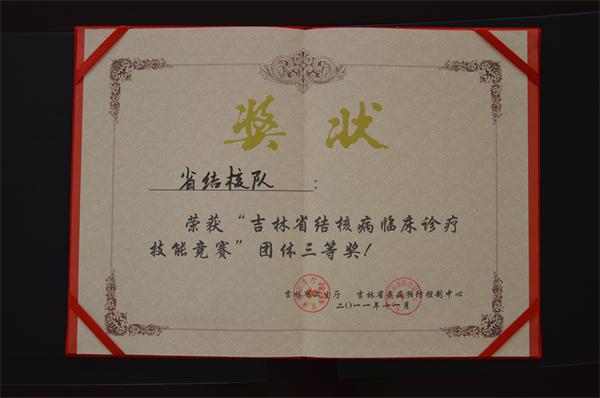 奖状
省结核队：
荣获“吉林省结核病临床诊疗
技能竞赛”团体三等奖！
吉林省卫生厅 吉林省疾病预防控制中心
二〇一一年十一月